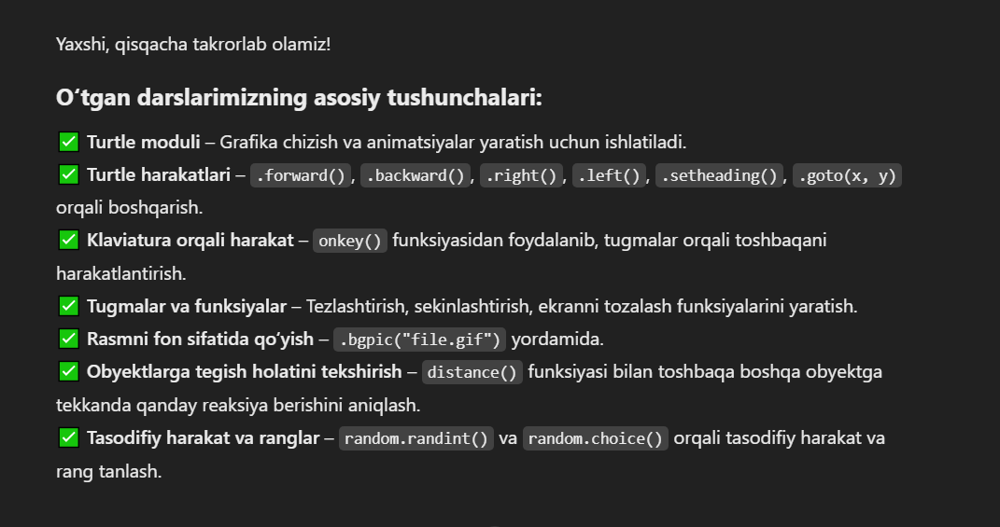 Yaxshi, qisqacha takrorlab olamiz!
O‘tgan darslarimizning asosiy tushunchalari:
✅ Turtle moduli – Grafika chizish va animatsiyalar yaratish uchun ishlatiladi.
✅ Turtle harakatlari – .forward(), .backward(), .right(), .left(), .setheading(), .goto(x, y)
orqali boshqarish.
✅ Klaviatura orqali harakat – onkey() funksiyasidan foydalanib, tugmalar orqali toshbaqani
harakatlantirish.
✅ Tugmalar va funksiyalar – Tezlashtirish, sekinlashtirish, ekranni tozalash funksiyalarini yaratish.
✅ Rasmni fon sifatida qo‘yish – .bgpic("file.gif") yordamida.
✅ Obyektlarga tegish holatini tekshirish – distance() funksiyasi bilan toshbaqa boshqa obyektga
tekkanda qanday reaksiya berishini aniqlash.
✅ Tasodifiy harakat va ranglar – random.randint() va random.choice() orqali tasodifiy harakat va
rang tanlash.